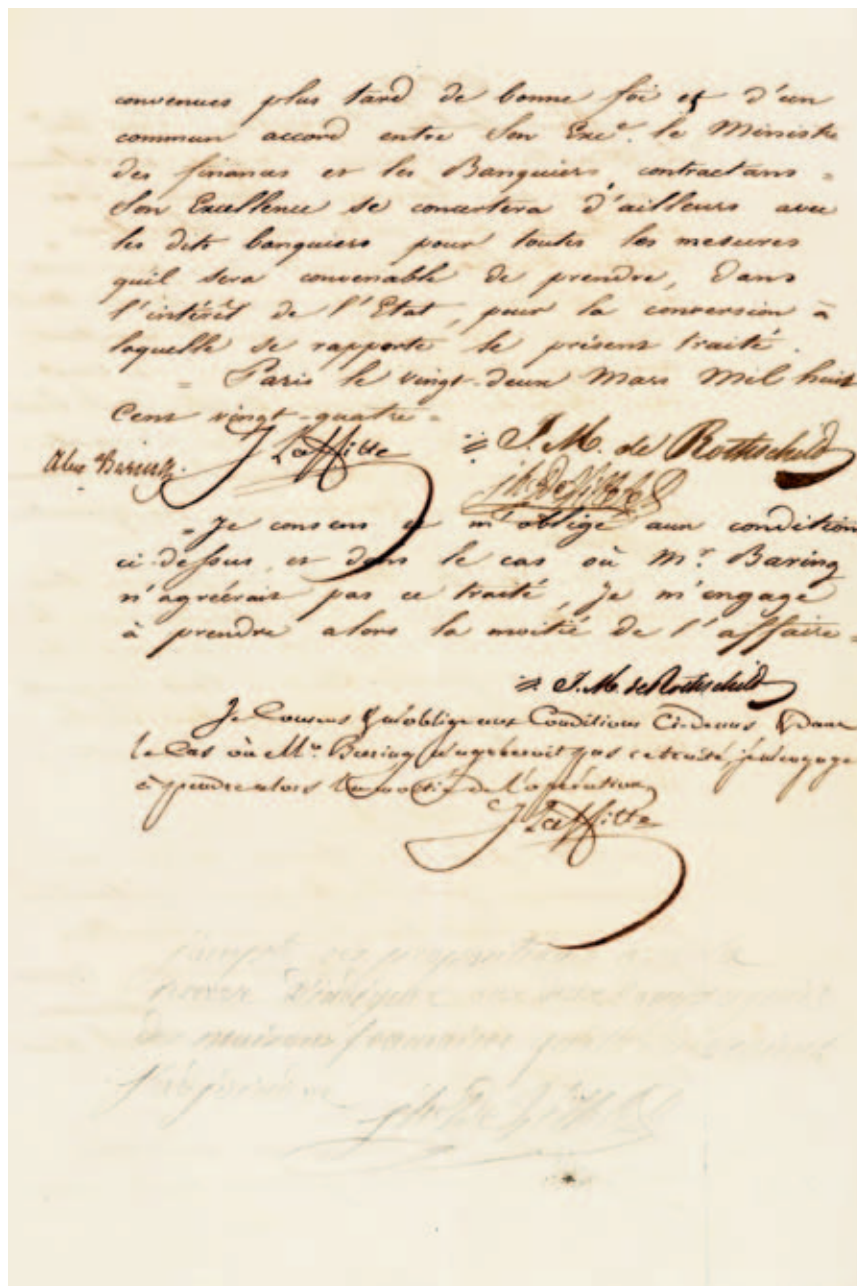 convenues plus tard de bonne foi et d'un
commun accord entre Son Exce. le Ministre
des finances et les Banquiers contractans =
Son Excellence se concertera d'ailleurs avec
les dits banquiers pour toutes les mesures
qu'il sera convenable de prendre, dans
l'intérêt de l'Etat, pour la conversion à
laquelle se rapporte le présent traité.
= Paris le vingt-deux Mars Mil huit
Cent vingt-quatre =
J Laffitte J. M. de Rothschild
Alex Baring. jh De Villèle
= Je consens et m'oblige aux condition
ci-dessus, et dans le cas où Mr. Baring
n'agréerait pas ce traité, je m'engage
à prendre alors la moitié de l'affaire =
J. M. de Rothschild
Je Consens & m'oblige aux Conditions Ci-dessus & dans
le Cas où Mr. Baring n'agréeroit pas ce traité, je m'engage
à prendre alors la moitié de l'opération
J Laffitte